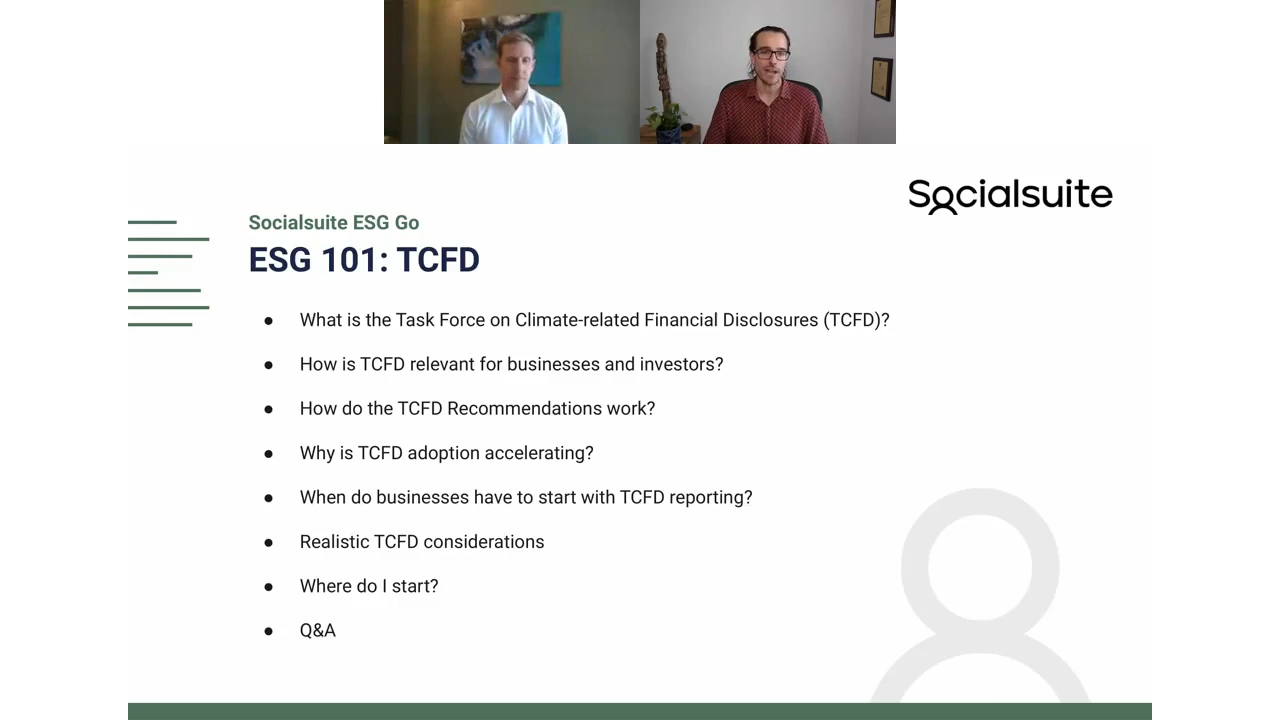 Socialsuite
Socialsuite ESG Go
ESG 101: TCFD
● What is the Task Force on Climate-related Financial Disclosures (TCFD)?
● How is TCFD relevant for businesses and investors?
● How do the TCFD Recommendations work?
● Why is TCFD adoption accelerating?
● When do businesses have to start with TCFD reporting?
● Realistic TCFD considerations
● Where do I start?
● Q&A